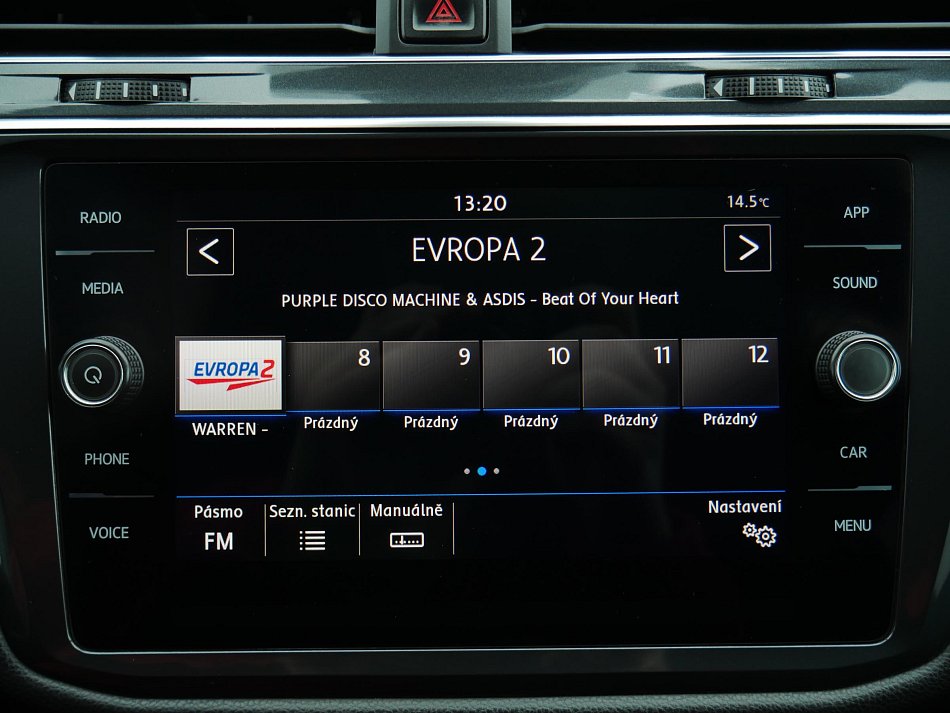 13:20
14.5°C
RADIO
APP
<
EVROPA 2
>
MEDIA
SOUND
PURPLE DISCO MACHINE & ASDIS - Beat Of Your Heart
EVROPA 2
8
9
10
11
12
WARREN -
Prázdný
Prázdný
Prázdný
Prázdný
Prázdný
PHONE
CAR
Pásmo
Sezn. stanic
Manuálně
Nastavení
FM
VOICE
MENU